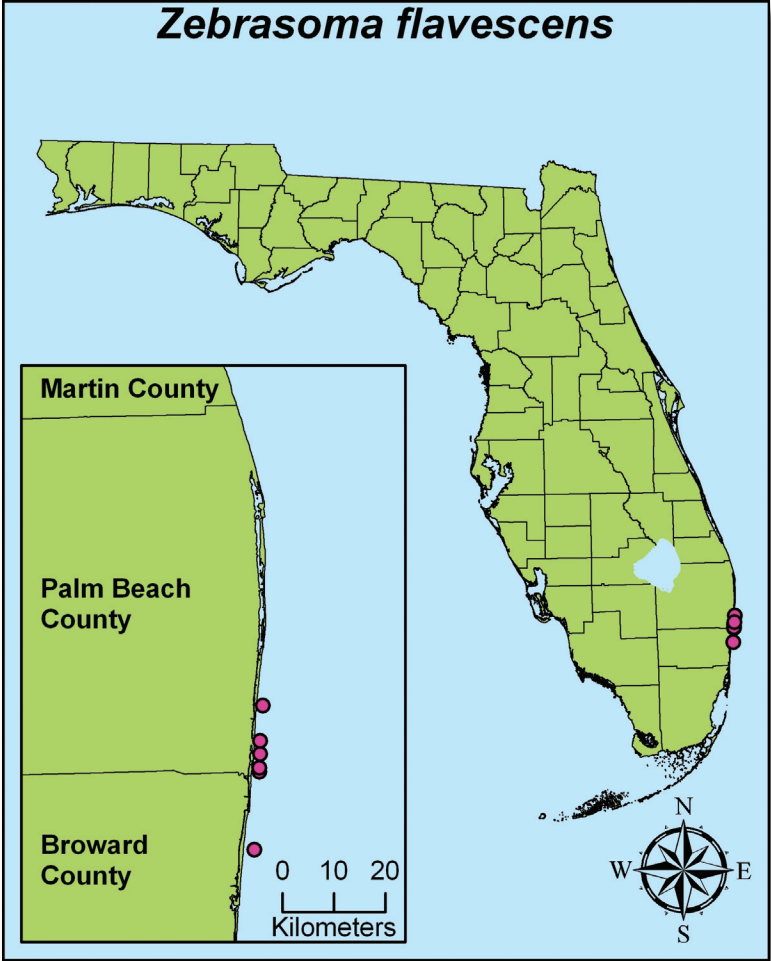 Zebrasoma flavescens
Martin County
Palm Beach
County
Broward
County
0 10 20
Kilometers
N
W E
S